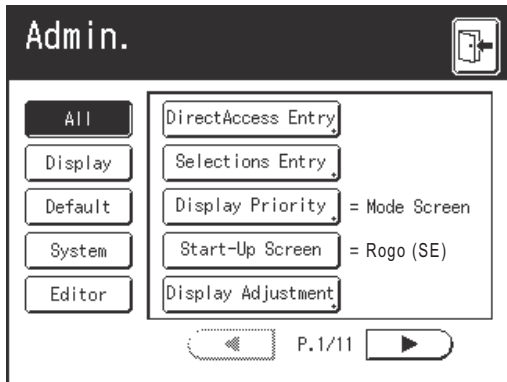 Admin.
All
DirectAccess Entry
Display
Selections Entry
Default
Display Priority = Mode Screen
System
Start-Up Screen = Rogo (SE)
Editor
Display Adjustment
P.1/11